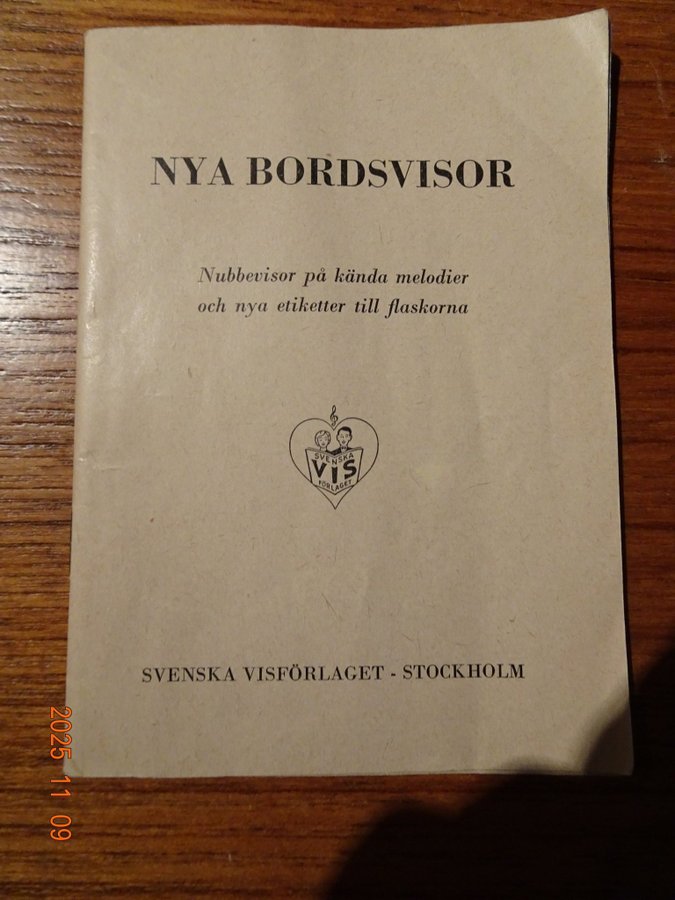 NYA BORDSVISOR
Nubbevisor på kända melodier
och nya etiketter till flaskorna
SVENSKA
VIS
FÖRLAGET
SVENSKA VISFÖRLAGET - STOCKHOLM
2025 11 09